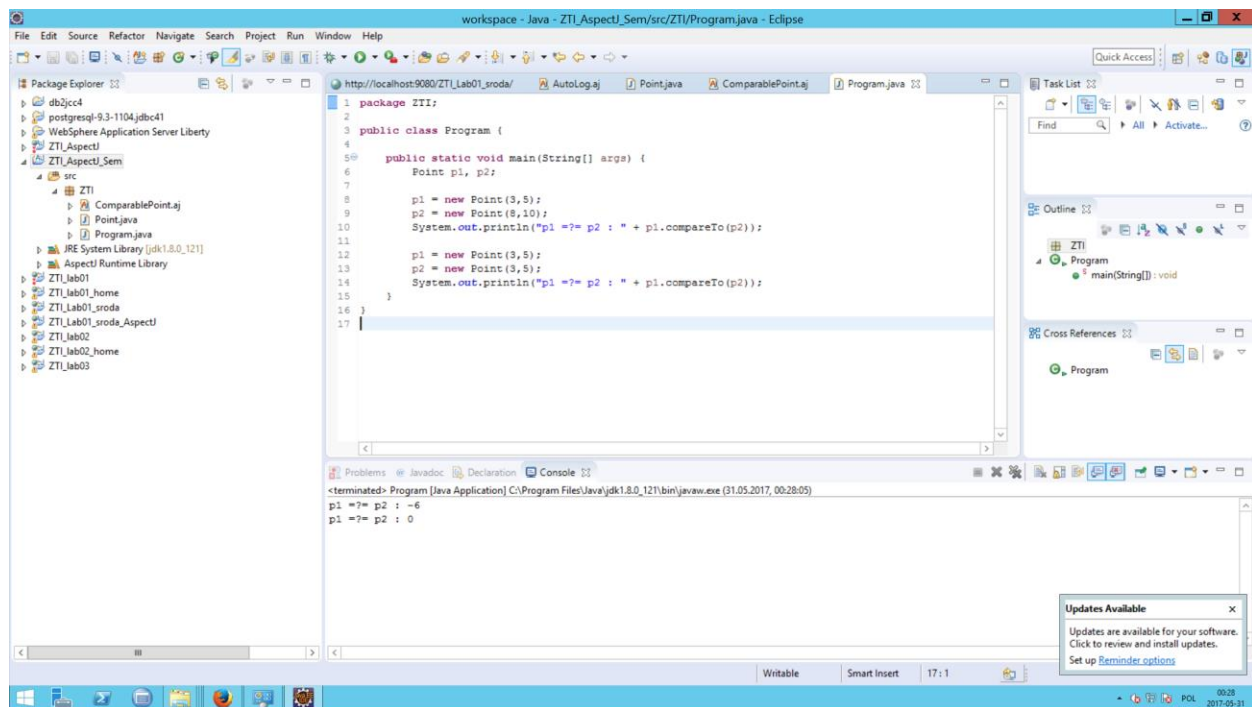 workspace - Java - ZTI_AspectJ_Sem/src/ZTI/Program.java - Eclipse
File Edit Source Refactor Navigate Search Project Run Window Help
Quick Access
Package Explorer
db2jcc4
postgresql-9.3-1104.jdbc41
WebSphere Application Server Liberty
ZTI_AspectJ
ZTI_AspectJ_Sem
src
ZTI
ComparablePoint.aj
Point.java
Program.java
JRE System Library [jdk1.8.0_121]
AspectJ Runtime Library
ZTI_lab01
ZTI_lab01_home
ZTI_Lab01_sroda
ZTI_Lab01_sroda_AspectJ
ZTI_lab02
ZTI_lab02_home
ZTI_lab03
http://localhost:9080/ZTI_Lab01_sroda/ AutoLog.aj Point.java ComparablePoint.aj Program.java
1 package ZTI;
2
3 public class Program {
4
5 public static void main(String[] args) {
6 Point p1, p2;
7
8 p1 = new Point(3,5);
9 p2 = new Point(8,10);
10 System.out.println("p1 =?= p2 : " + p1.compareTo(p2));
11
12 p1 = new Point(3,5);
13 p2 = new Point(3,5);
14 System.out.println("p1 =?= p2 : " + p1.compareTo(p2));
15 }
16 }
17
Task List
Find All Activate...
Outline
ZTI
Program
main(String[]) : void
Cross References
Program
Problems Javadoc Declaration Console
<terminated> Program [Java Application] C:\Program Files\Java\jdk1.8.0_121\bin\javaw.exe (31.05.2017, 00:28:05)
p1 =?= p2 : -6
p1 =?= p2 : 0
Updates Available x
Updates are available for your software.
Click to review and install updates.
Set up Reminder options
Writable Smart Insert 17 : 1
POL 00:28
2017-05-31